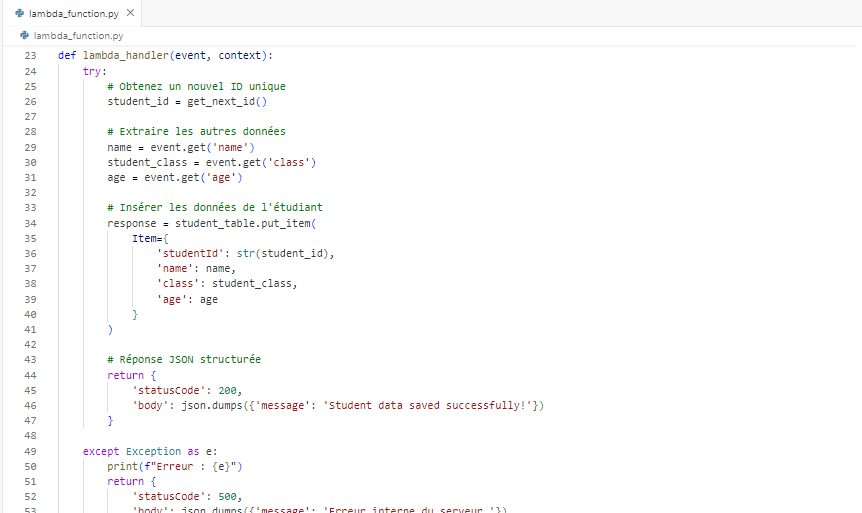 lambda_function.py
lambda_function.py
23 def lambda_handler(event, context):
24 try:
25 # Obtenez un nouvel ID unique
26 student_id = get_next_id()
27
28 # Extraire les autres données
29 name = event.get('name')
30 student_class = event.get('class')
31 age = event.get('age')
32
33 # Insérer les données de l'étudiant
34 response = student_table.put_item(
35 Item={
36 'studentId': str(student_id),
37 'name': name,
38 'class': student_class,
39 'age': age
40 }
41 )
42
43 # Réponse JSON structurée
44 return {
45 'statusCode': 200,
46 'body': json.dumps({'message': 'Student data saved successfully!'})
47 }
48
49 except Exception as e:
50 print(f"Erreur : {e}")
51 return {
52 'statusCode': 500,
53 'body': json.dumps({'message': 'Erreur interne du serveur.'})